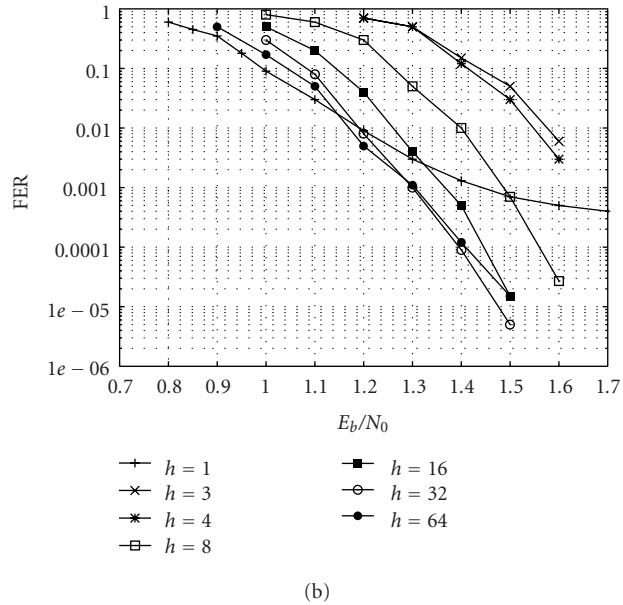 1
0.1
0.01
0.001
0.0001
1e − 05
1e − 06
FER
0.7 0.8 0.9 1 1.1 1.2 1.3 1.4 1.5 1.6 1.7
E_b/N_0
h = 1
h = 3
h = 4
h = 8
h = 16
h = 32
h = 64
(b)